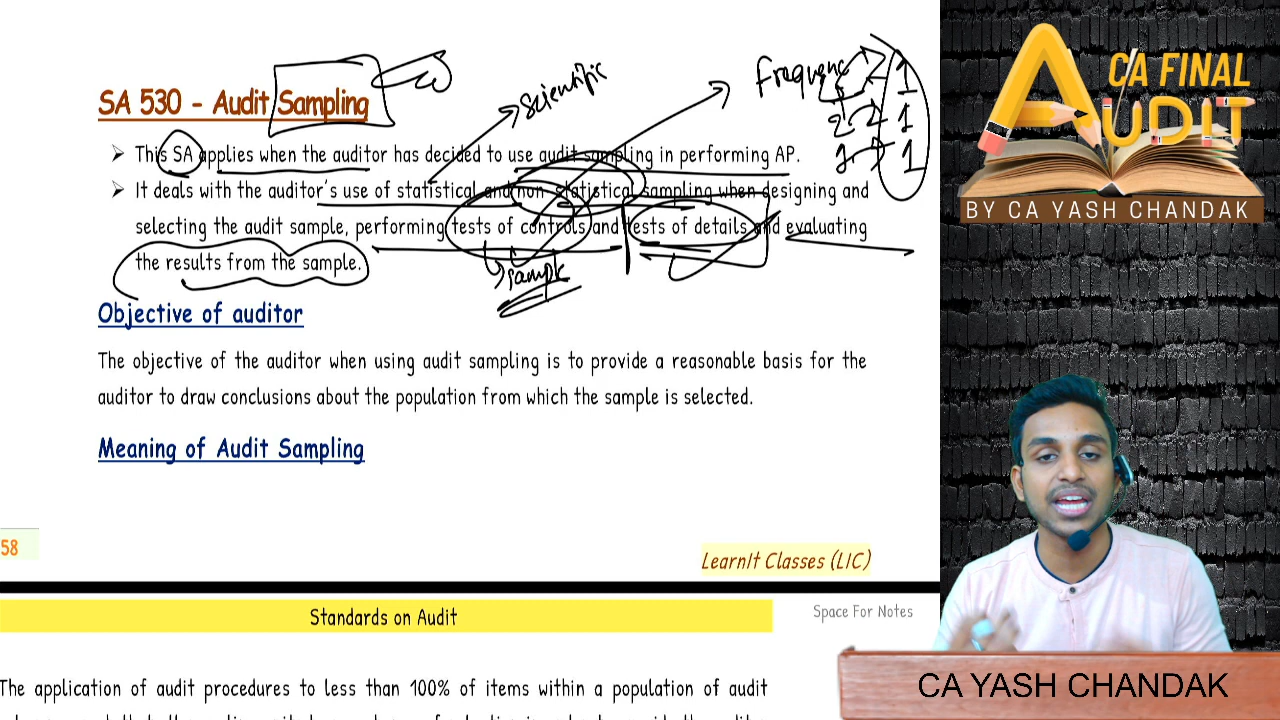 SA 530 - Audit Sampling
➢ This SA applies when the auditor has decided to use audit sampling in performing AP.
➢ It deals with the auditor's use of statistical and non-statistical sampling when designing and
selecting the audit sample, performing tests of controls and tests of details and evaluating
the results from the sample.
Scientific
sample
1
1
1
Objective of auditor
The objective of the auditor when using audit sampling is to provide a reasonable basis for the
auditor to draw conclusions about the population from which the sample is selected.
Meaning of Audit Sampling
58
LearnIt Classes (LIC)
Standards on Audit
Space For Notes
The application of audit procedures to less than 100% of items within a population of audit
CA FINAL
AUDIT
BY CA YASH CHANDAK
CA YASH CHANDAK